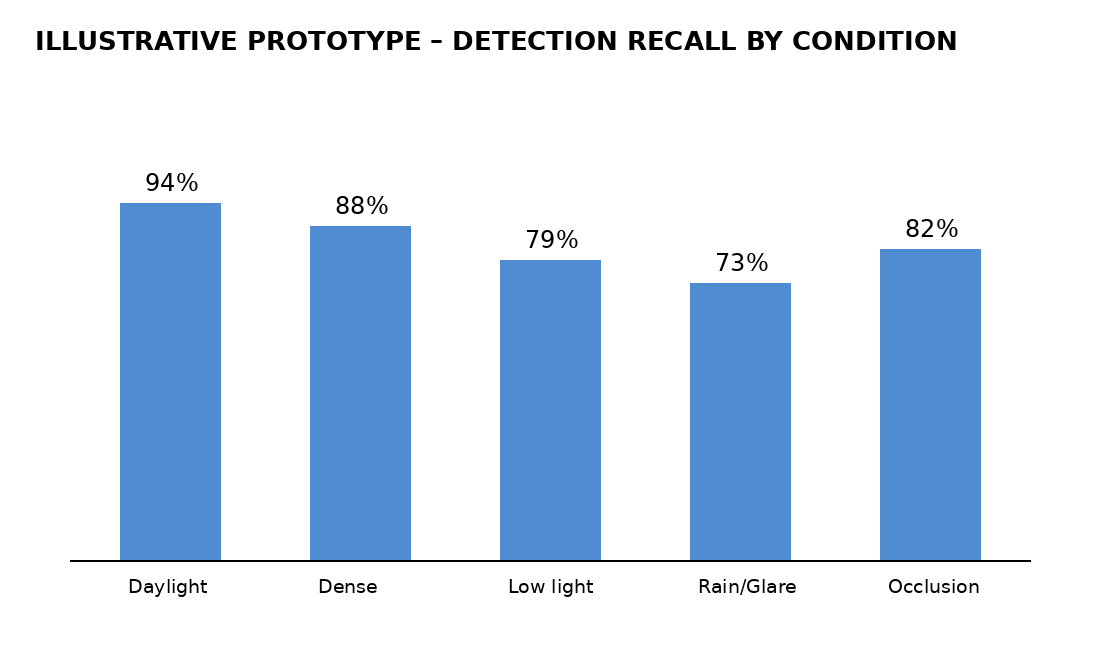 ILLUSTRATIVE PROTOTYPE – DETECTION RECALL BY CONDITION
94%
88%
79%
73%
82%
Daylight
Dense
Low light
Rain/Glare
Occlusion